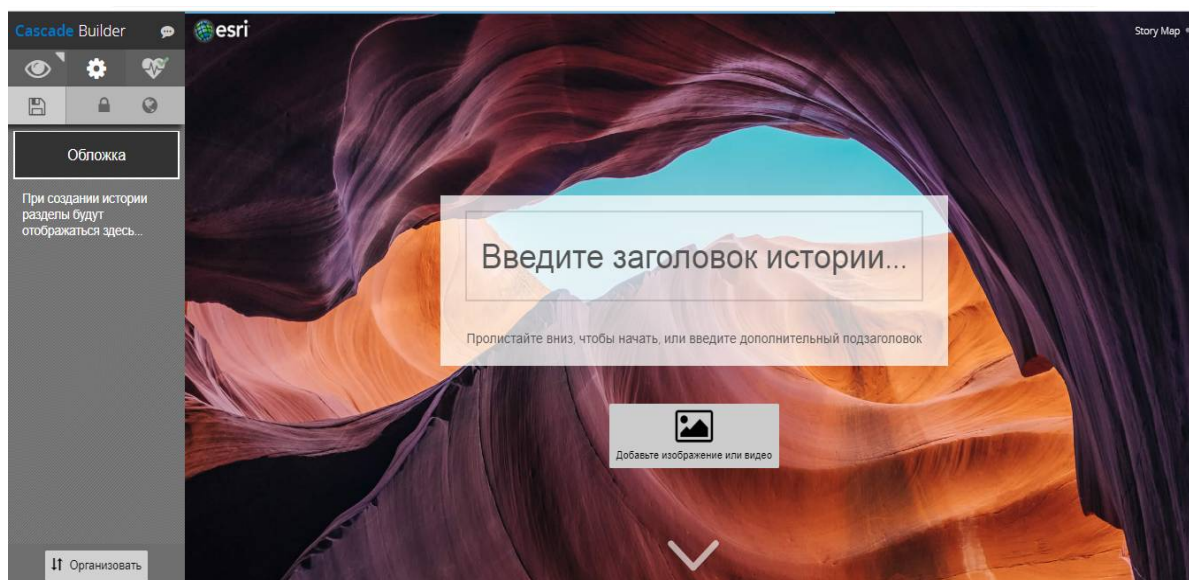 Cascade Builder
esri
Story Map
Обложка
При создании истории
разделы будут
отображаться здесь...
Введите заголовок истории...
Пролистайте вниз, чтобы начать, или введите дополнительный подзаголовок
Добавьте изображение или видео
Организовать